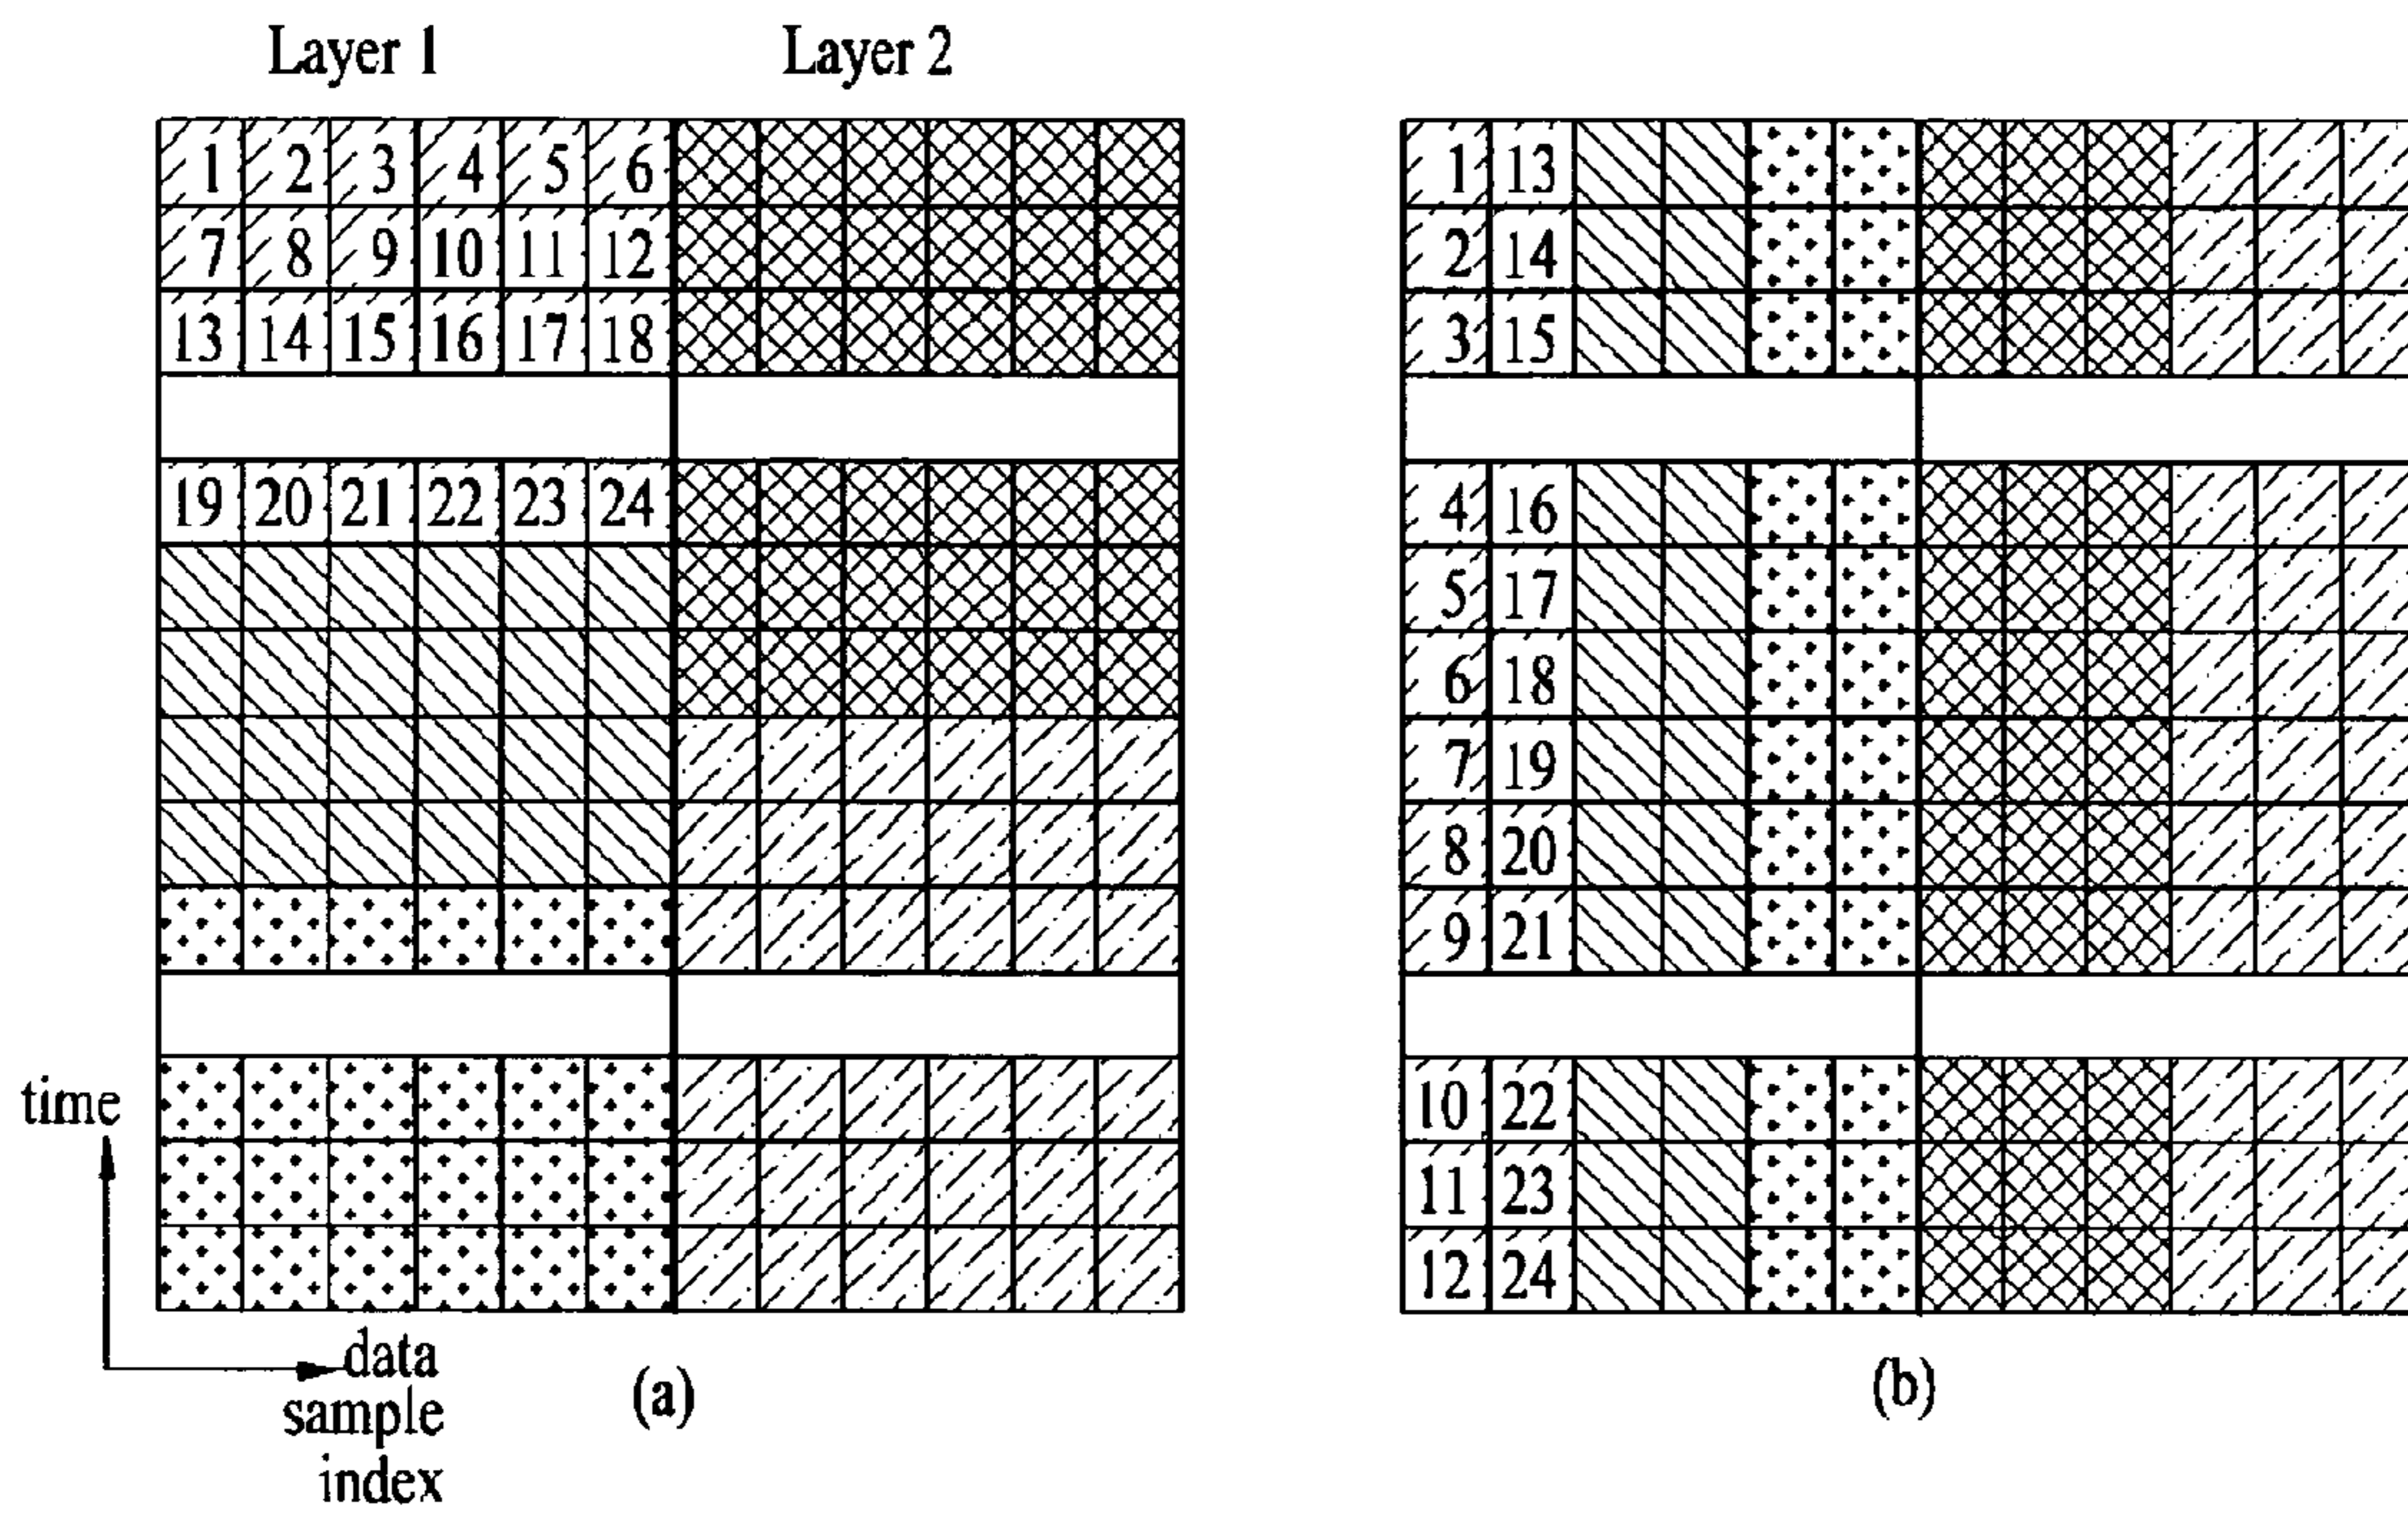 Layer 1 Layer 2
1 2 3 4 5 6
7 8 9 10 11 12
13 14 15 16 17 18
19 20 21 22 23 24
time
data
sample
index
(a)
1 13
2 14
3 15
4 16
5 17
6 18
7 19
8 20
9 21
10 22
11 23
12 24
(b)